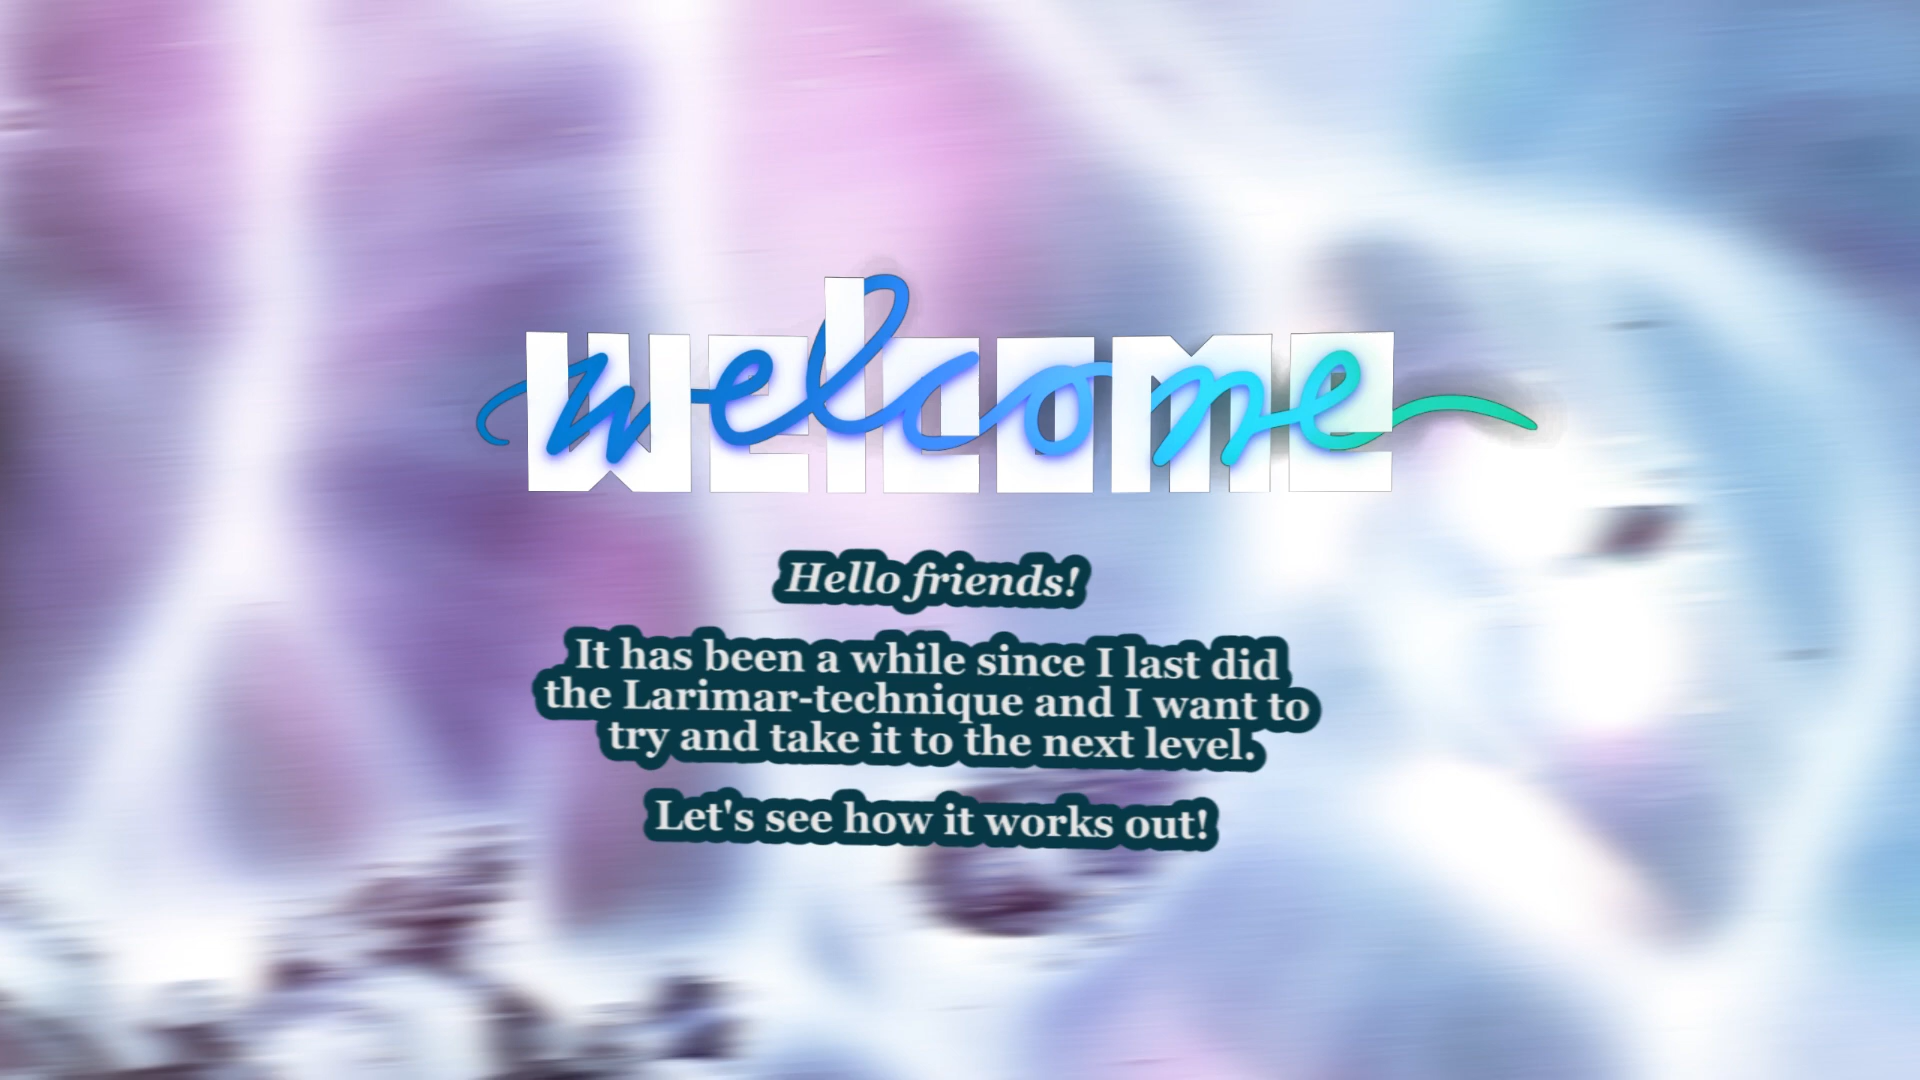 WELCOME
welcome
Hello friends!
It has been a while since I last did
the Larimar-technique and I want to
try and take it to the next level.
Let's see how it works out!